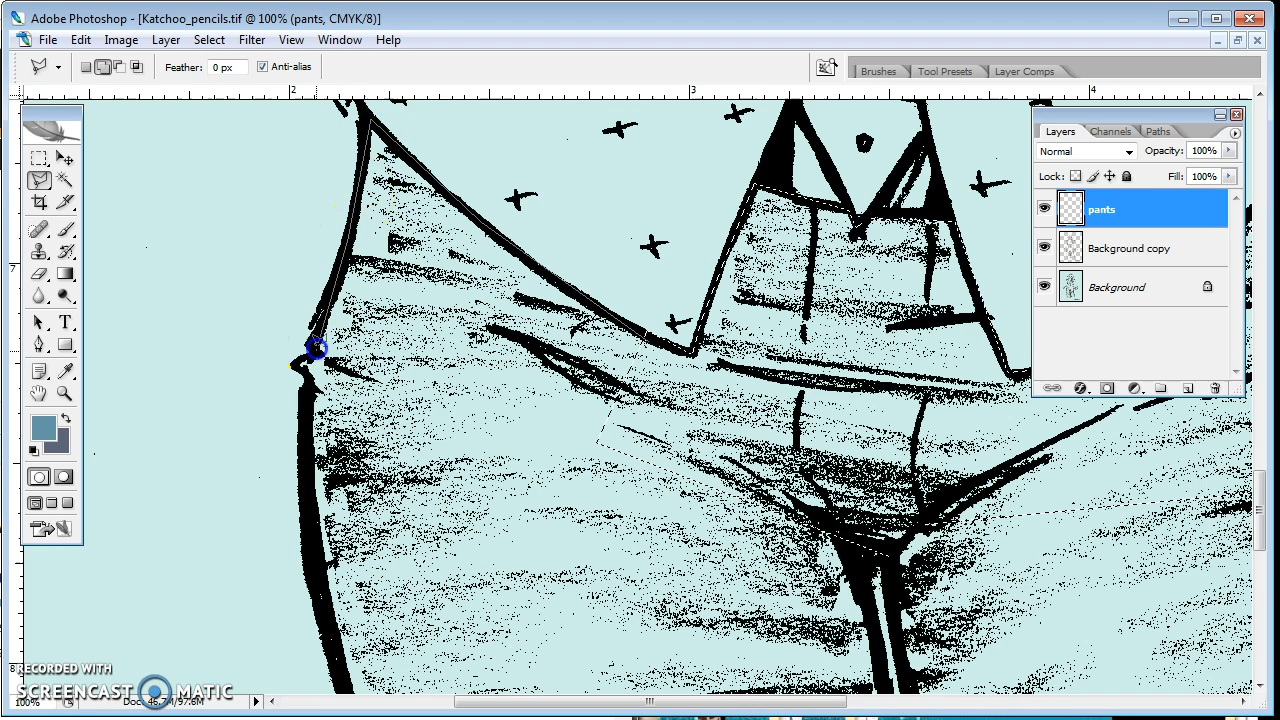 Adobe Photoshop - [Katchoo_pencils.tif @ 100% (pants, CMYK/8)]
File Edit Image Layer Select Filter View Window Help
Feather: 0 px Anti-alias
Brushes Tool Presets Layer Comps
2 3 4
Layers Channels Paths
Normal Opacity: 100%
Lock: Fill: 100%
pants
Background copy
Background
7
8
RECORDED WITH
SCREENCAST MATIC
100%